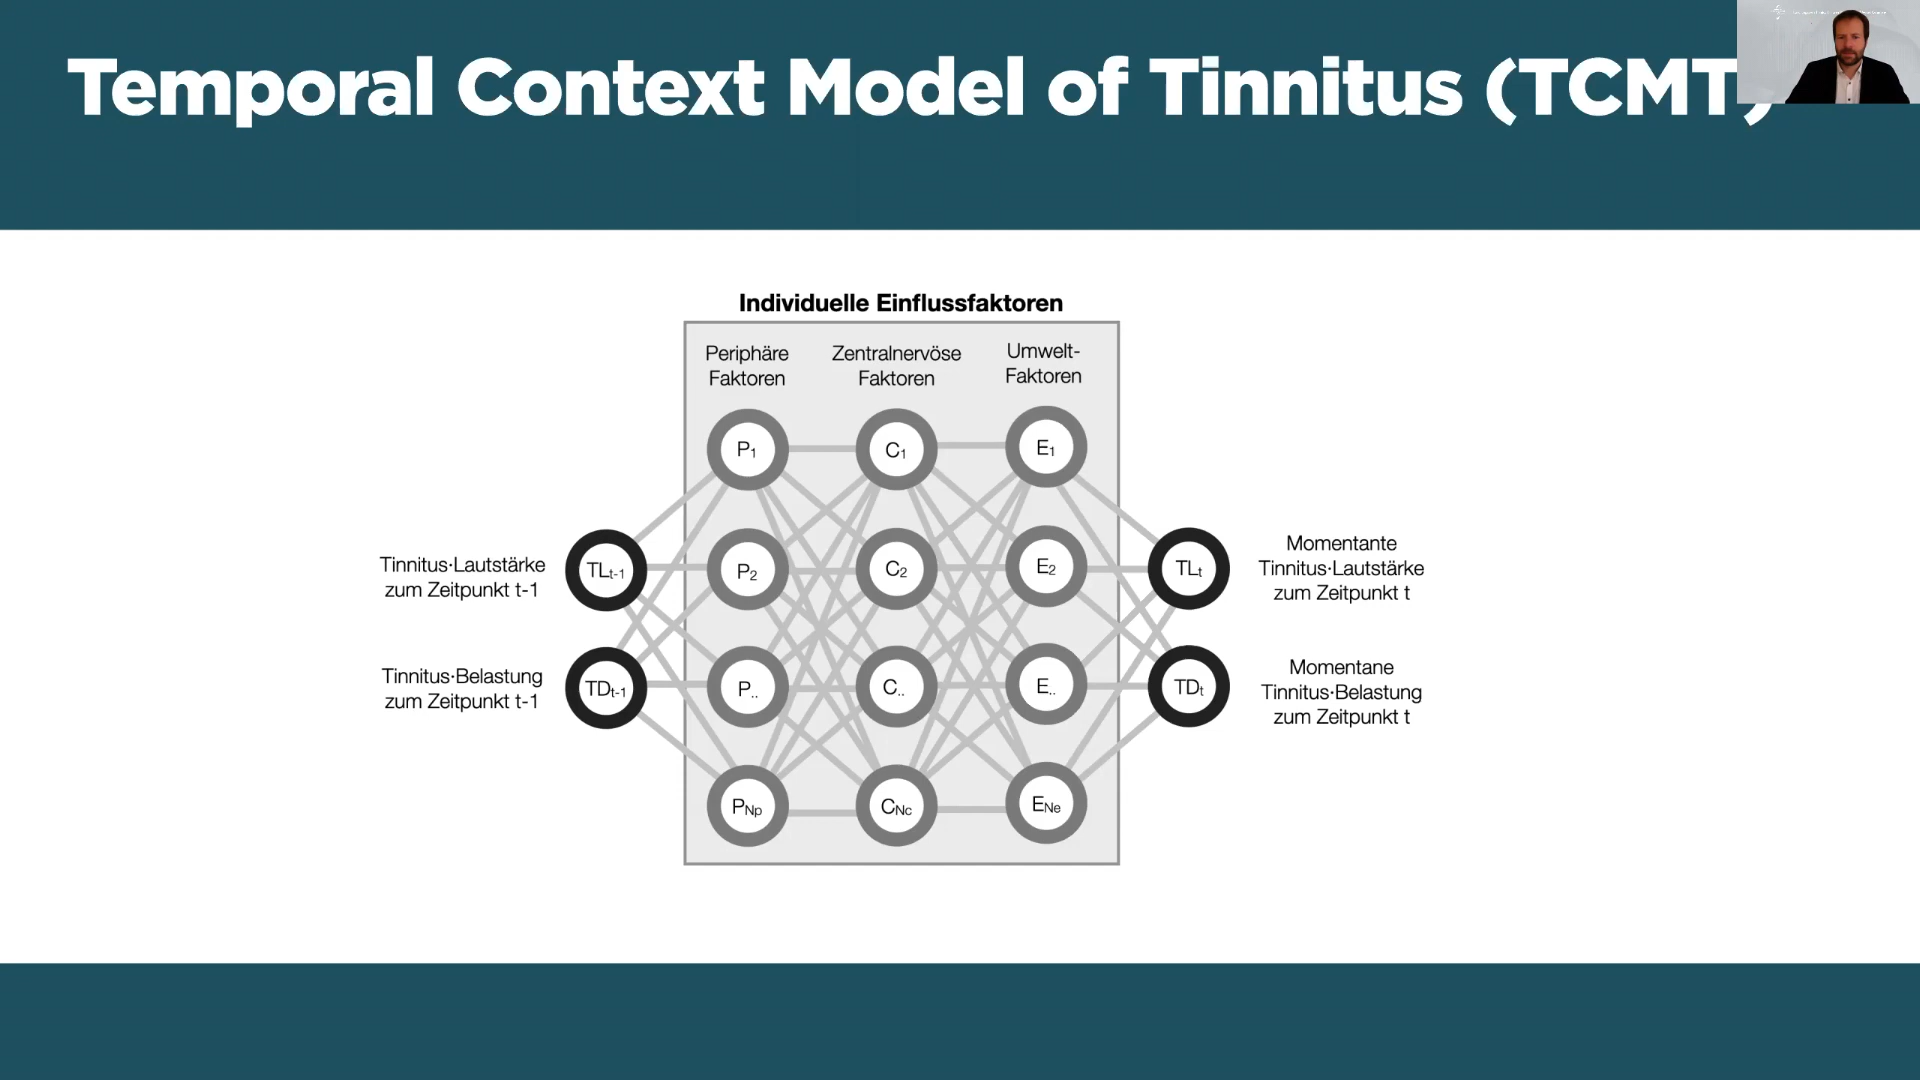 Temporal Context Model of Tinnitus (TCMT)
Individuelle Einflussfaktoren
Periphäre
Faktoren
Zentralnervöse
Faktoren
Umwelt-
Faktoren
P1
C1
E1
Tinnitus·Lautstärke
zum Zeitpunkt t-1
TLt-1
P2
C2
E2
TLt
Momentante
Tinnitus·Lautstärke
zum Zeitpunkt t
Tinnitus·Belastung
zum Zeitpunkt t-1
TDt-1
P..
C..
E..
TDt
Momentane
Tinnitus·Belastung
zum Zeitpunkt t
PNp
CNc
ENe